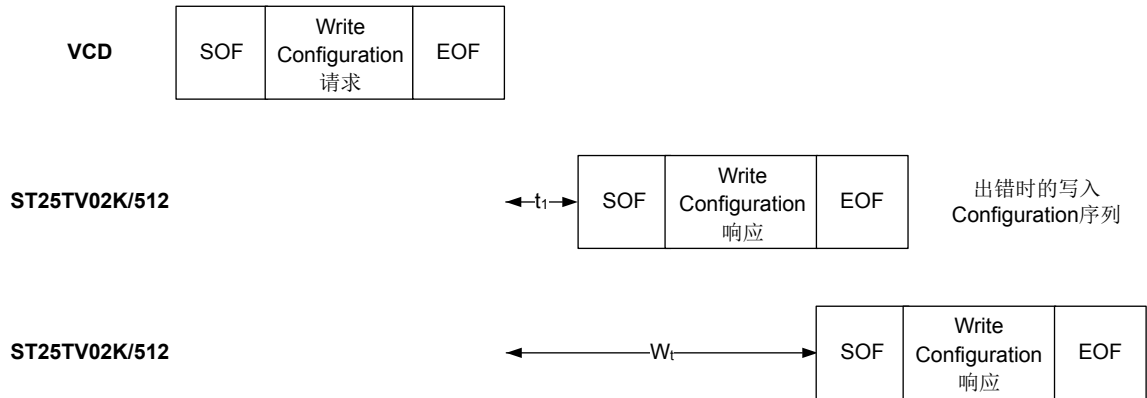 VCD
SOF
Write
Configuration
请求
EOF
ST25TV02K/512
t₁
SOF
Write
Configuration
响应
EOF
出错时的写入
Configuration序列
ST25TV02K/512
Wₜ
SOF
Write
Configuration
响应
EOF